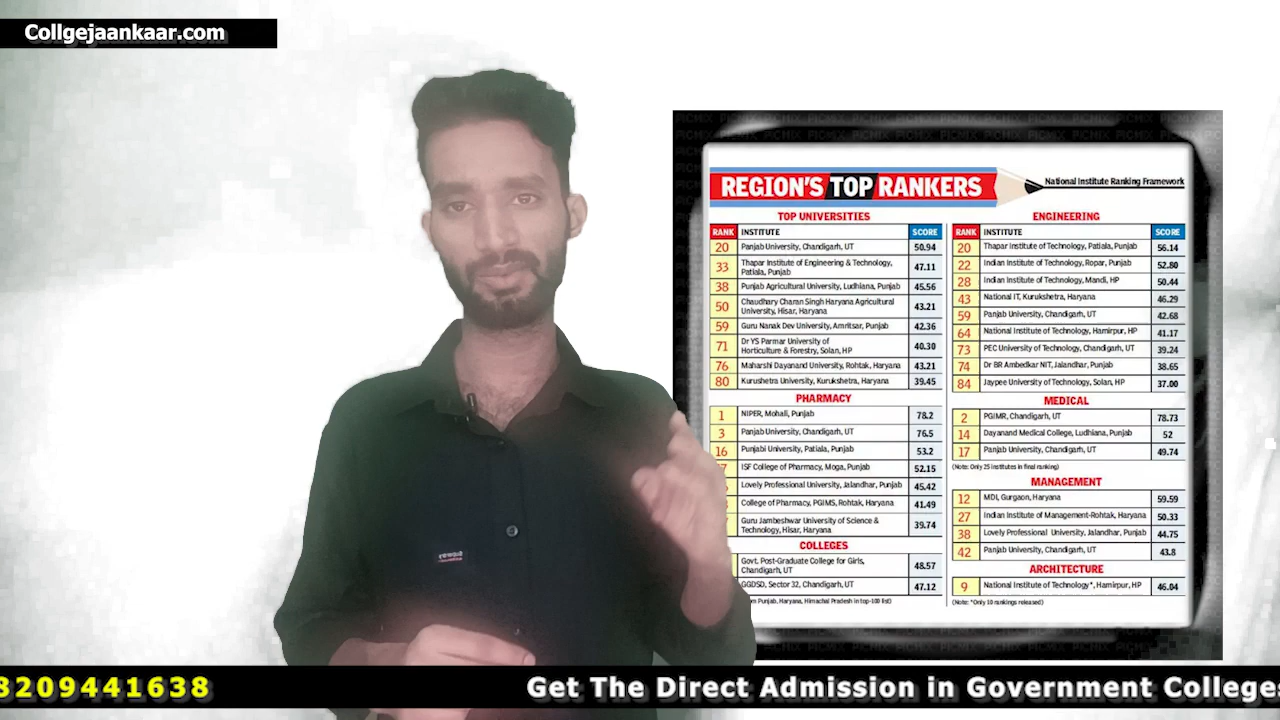 Collgejaankaar.com
REGION'S TOP RANKERS
National Institute Ranking Framework
TOP UNIVERSITIES
RANK INSTITUTE SCORE
20 Panjab University, Chandigarh, UT 50.94
33 Thapar Institute of Engineering & Technology,
Patiala, Punjab 47.11
38 Punjab Agricultural University, Ludhiana, Punjab 45.56
50 Chaudhary Charan Singh Haryana Agricultural
University, Hisar, Haryana 43.21
59 Guru Nanak Dev University, Amritsar, Punjab 42.36
71 Dr YS Parmar University of
Horticulture & Forestry, Solan, HP 40.30
76 Maharshi Dayanand University, Rohtak, Haryana 43.21
80 Kurushetra University, Kurukshetra, Haryana 39.45
PHARMACY
1 NIPER, Mohali, Punjab 78.2
3 Panjab University, Chandigarh, UT 76.5
16 Punjabi University, Patiala, Punjab 53.2
7 ISF College of Pharmacy, Moga, Punjab 52.15
Lovely Professional University, Jalandhar, Punjab 45.42
College of Pharmacy, PGIMS, Rohtak, Haryana 41.49
Guru Jambeshwar University of Science &
Technology, Hisar, Haryana 39.74
COLLEGES
Govt. Post-Graduate College for Girls,
Chandigarh, UT 48.57
GGDSD, Sector 32, Chandigarh, UT 47.12
Punjab, Haryana, Himachal Pradesh in top-100 list)
ENGINEERING
RANK INSTITUTE SCORE
20 Thapar Institute of Technology, Patiala, Punjab 56.14
22 Indian Institute of Technology, Ropar, Punjab 52.80
28 Indian Institute of Technology, Mandi, HP 50.44
43 National IT, Kurukshetra, Haryana 46.29
59 Panjab University, Chandigarh, UT 42.68
64 National Institute of Technology, Hamirpur, HP 41.17
73 PEC University of Technology, Chandigarh, UT 39.24
74 Dr BR Ambedkar NIT, Jalandhar, Punjab 38.65
84 Jaypee University of Technology, Solan, HP 37.00
MEDICAL
2 PGIMR, Chandigarh, UT 78.73
14 Dayanand Medical College, Ludhiana, Punjab 52
17 Panjab University, Chandigarh, UT 49.74
(Note: Only 25 institutes in final ranking)
MANAGEMENT
12 MDI, Gurgaon, Haryana 59.59
27 Indian Institute of Management-Rohtak, Haryana 50.33
38 Lovely Professional University, Jalandhar, Punjab 44.75
42 Panjab University, Chandigarh, UT 43.8
ARCHITECTURE
9 National Institute of Technology*, Hamirpur, HP 46.04
(Note: *Only 10 rankings released)
8209441638
Get The Direct Admission in Government Colleges